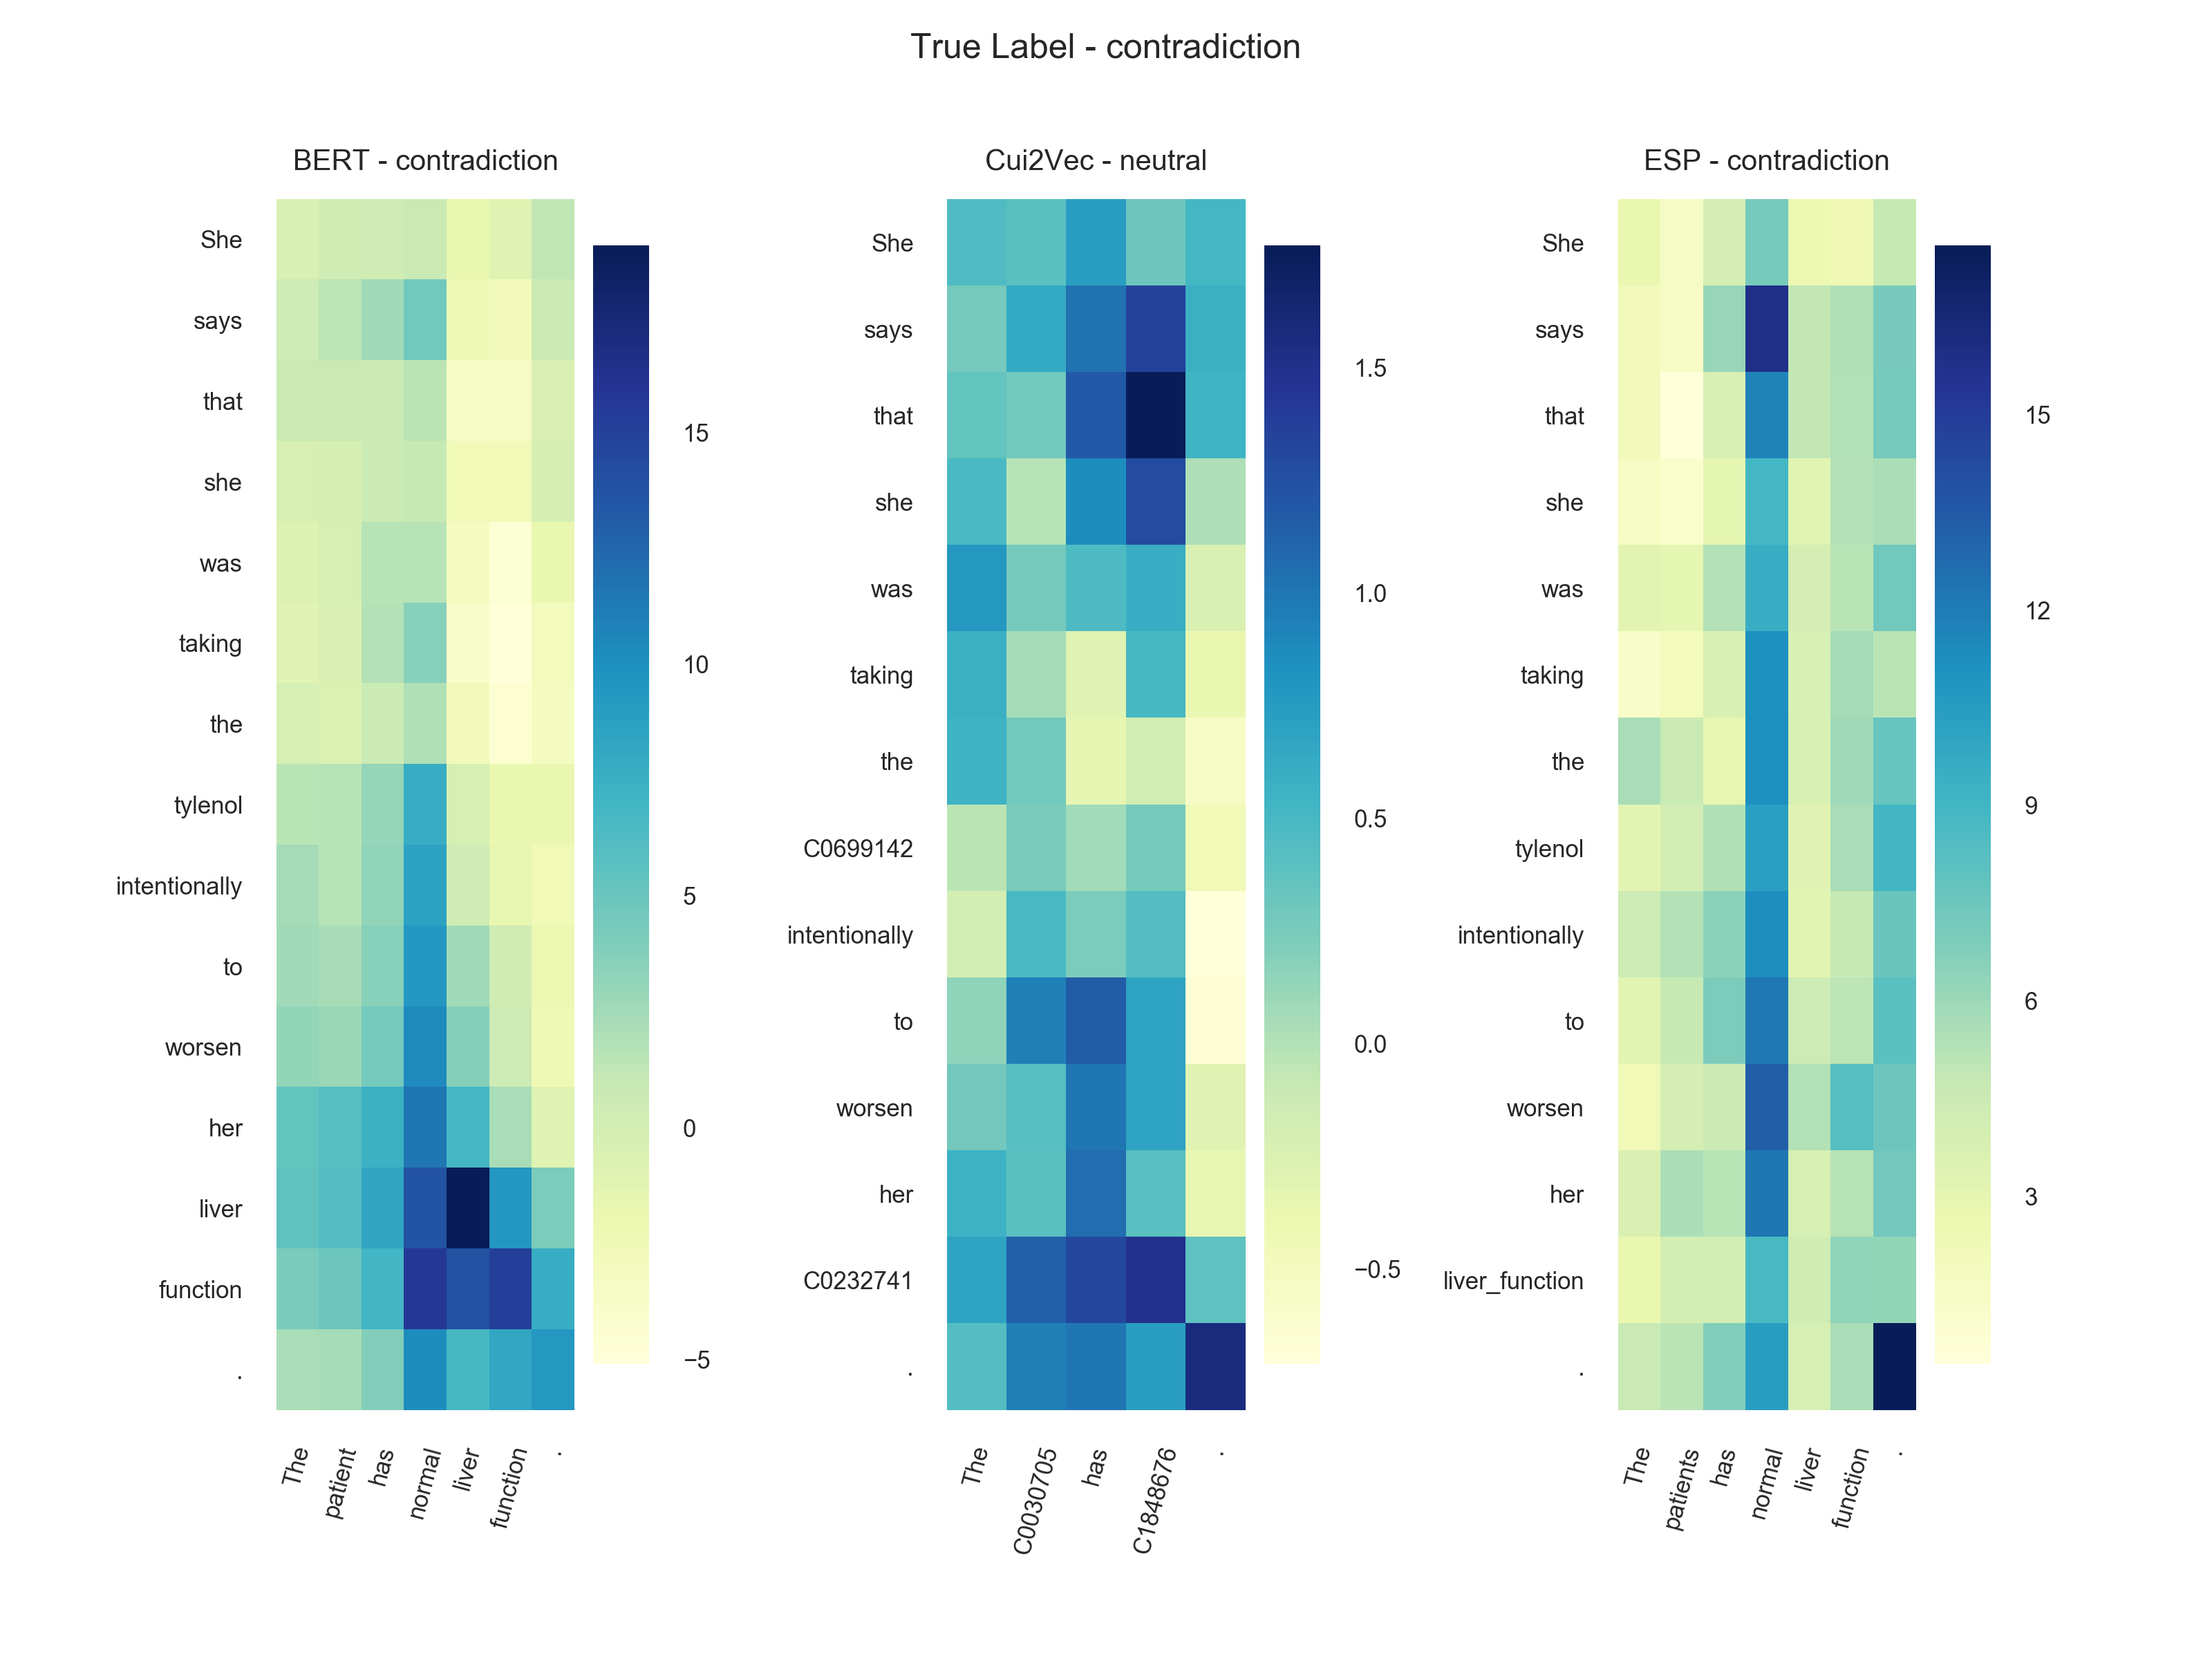 True Label - contradiction
BERT - contradiction
She
says
that
she
was
taking
the
tylenol
intentionally
to
worsen
her
liver
function
.
The
patient
has
normal
liver
function
.
15
10
5
0
−5
Cui2Vec - neutral
She
says
that
she
was
taking
the
C0699142
intentionally
to
worsen
her
C0232741
.
The
C0030705
has
C1848676
.
1.5
1.0
0.5
0.0
−0.5
ESP - contradiction
She
says
that
she
was
taking
the
tylenol
intentionally
to
worsen
her
liver_function
.
The
patients
has
normal
liver
function
.
15
12
9
6
3